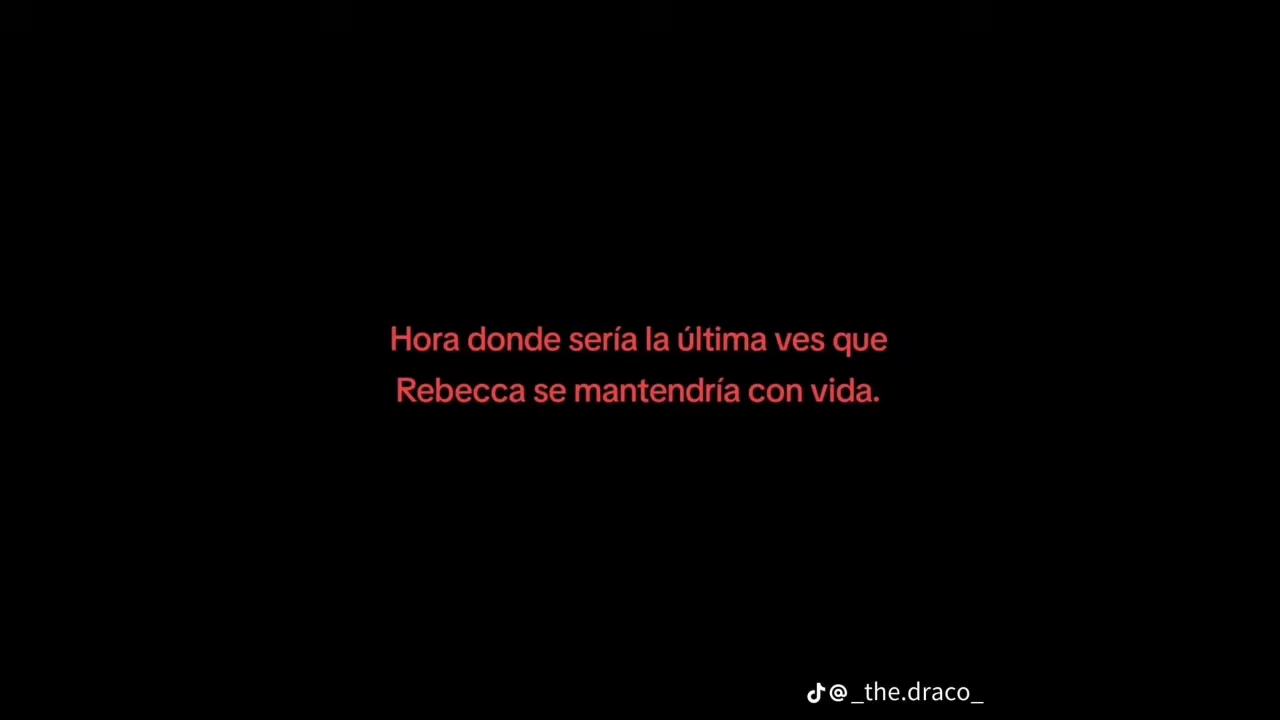 Hora donde sería la última ves que
Rebecca se mantendría con vida.
@_the.draco_